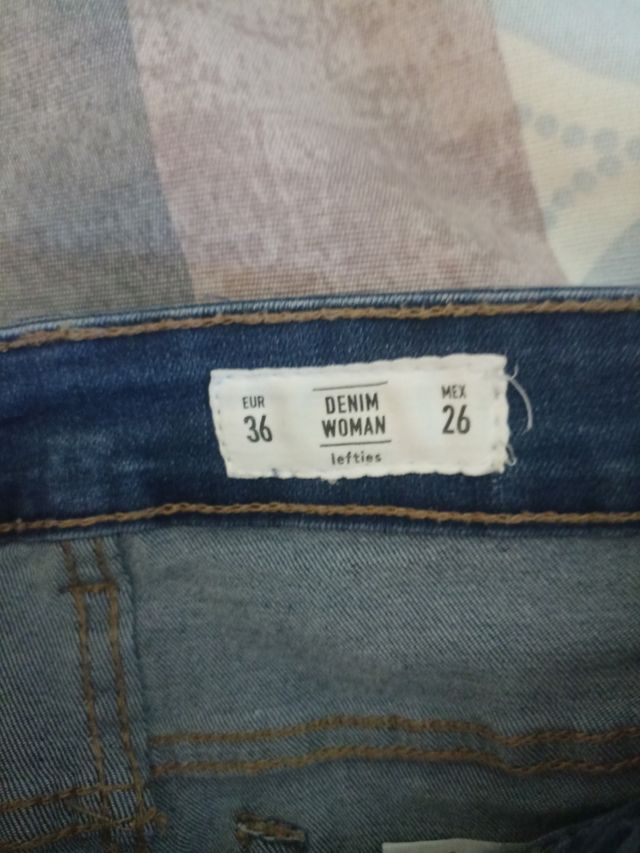 EUR
36
DENIM
WOMAN
lefties
MEX
26